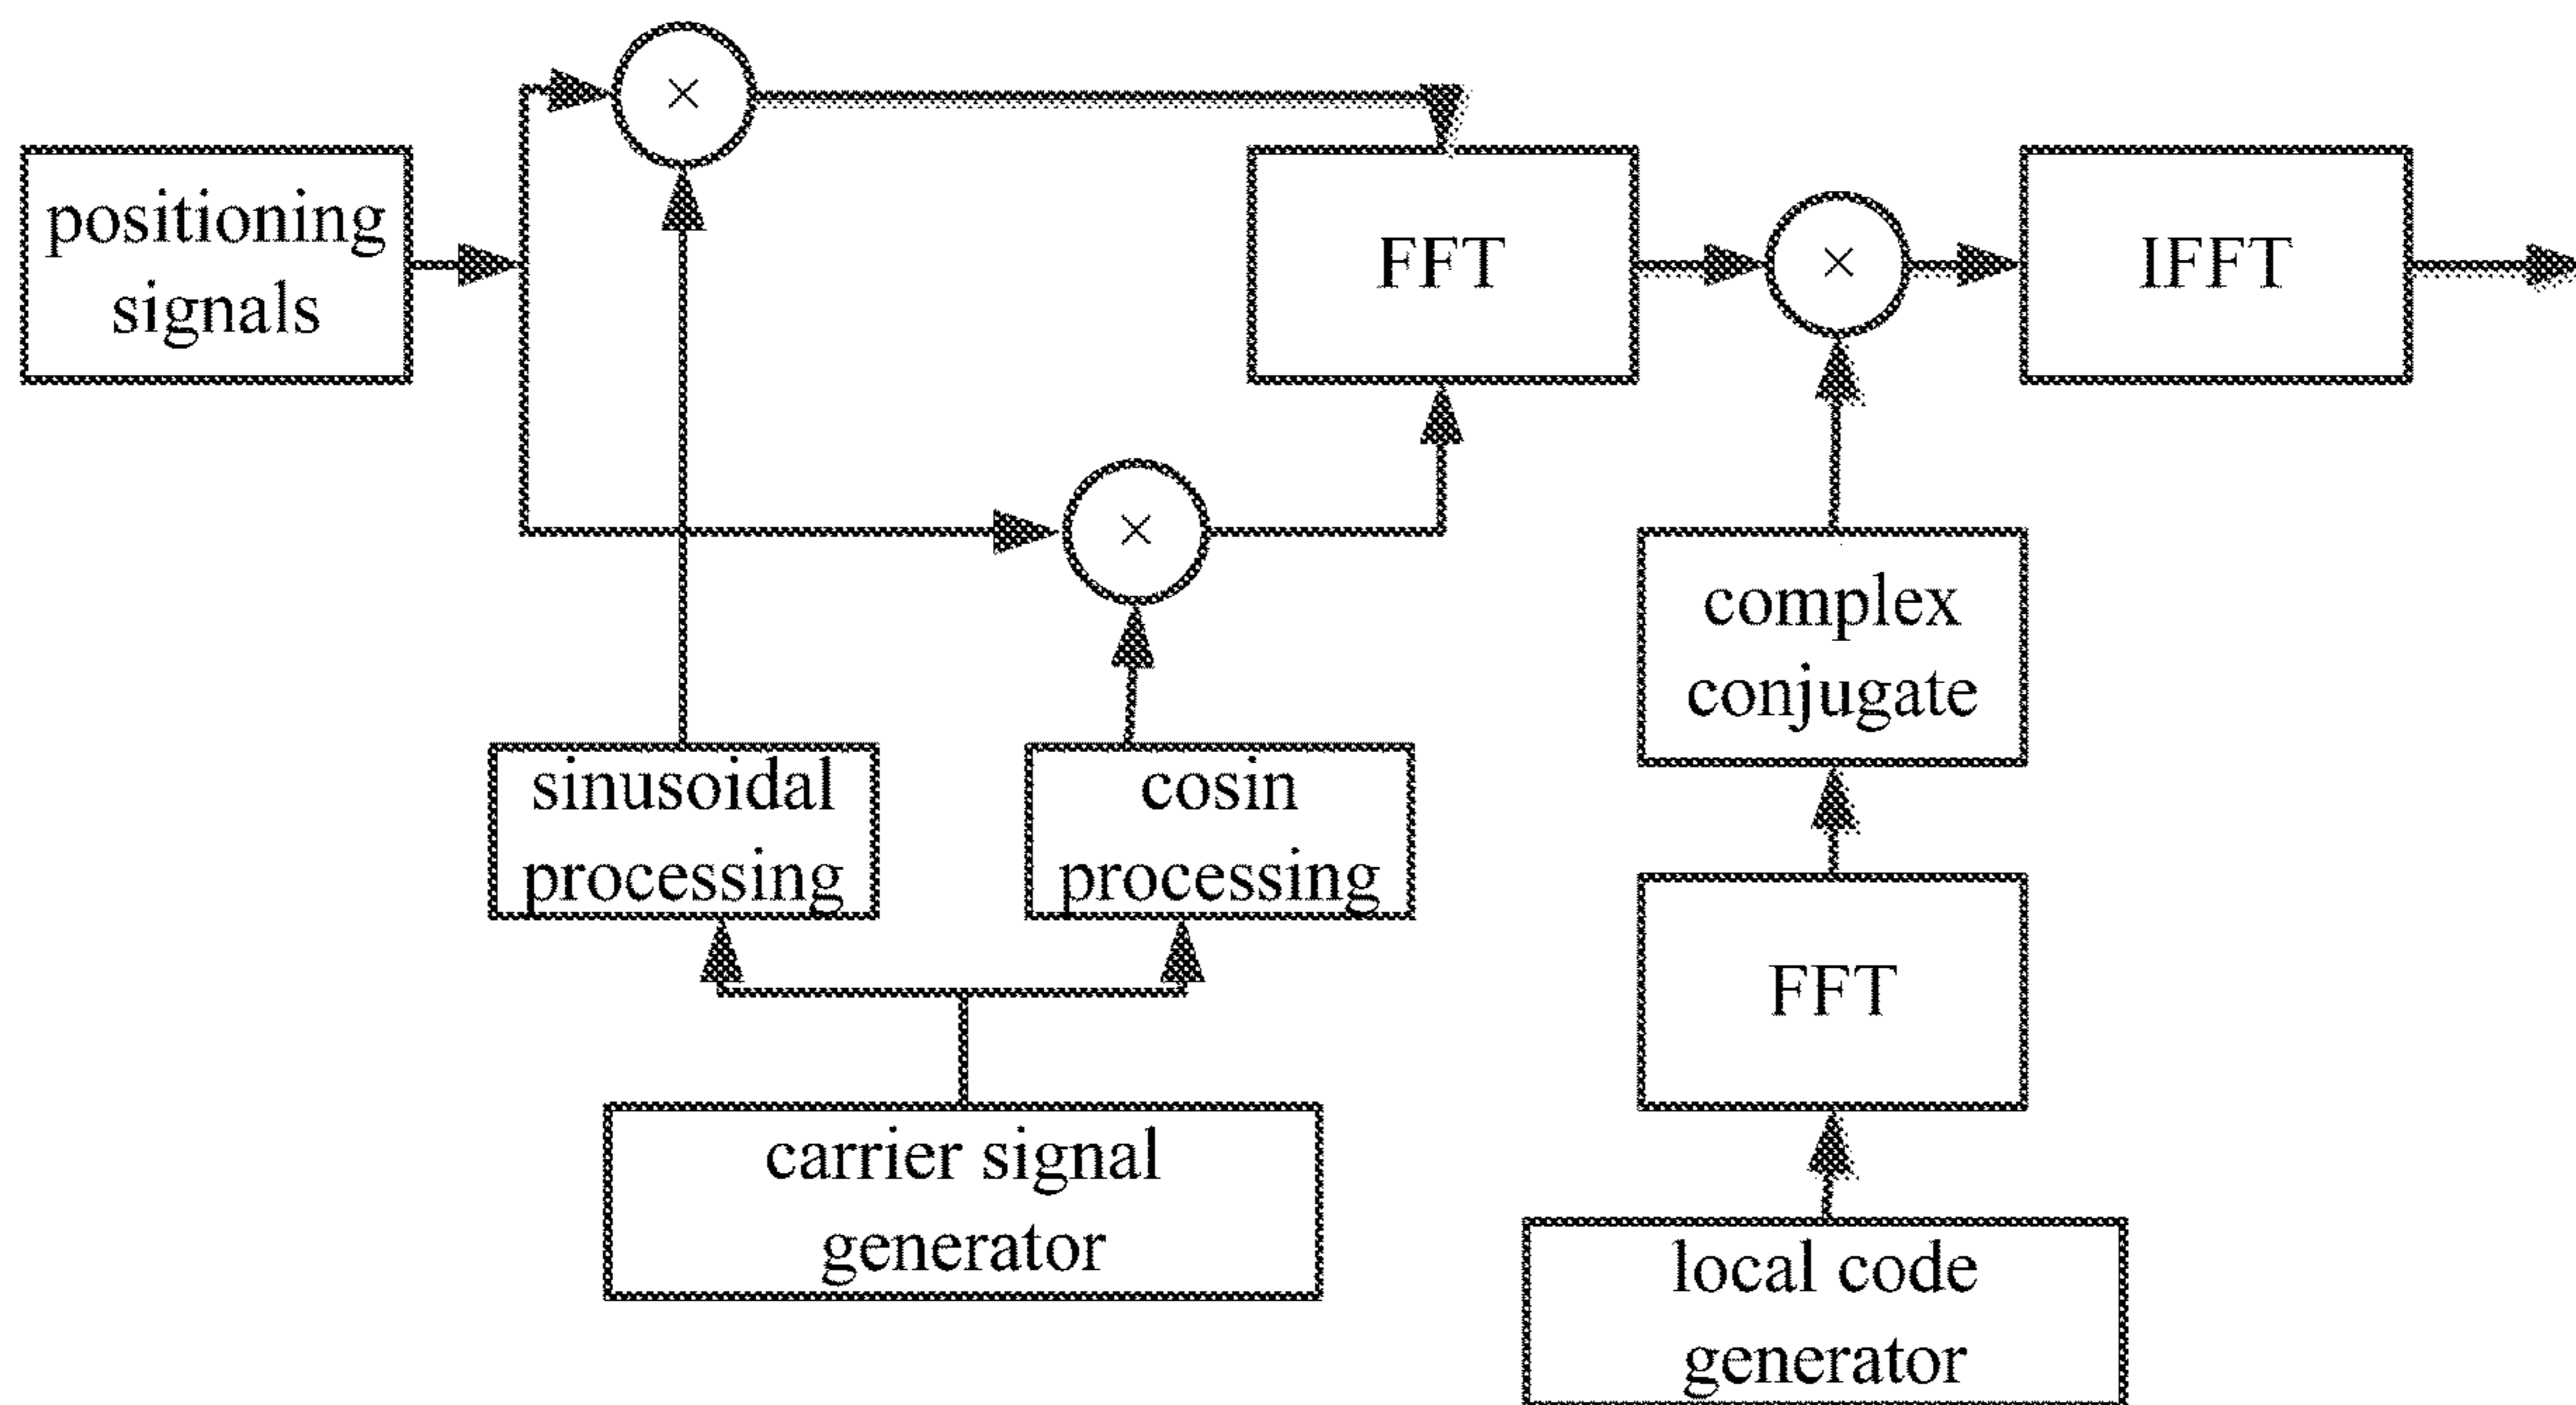 ×
positioning
signals
FFT
×
IFFT
×
complex
conjugate
sinusoidal
processing
cosin
processing
FFT
carrier signal
generator
local code
generator